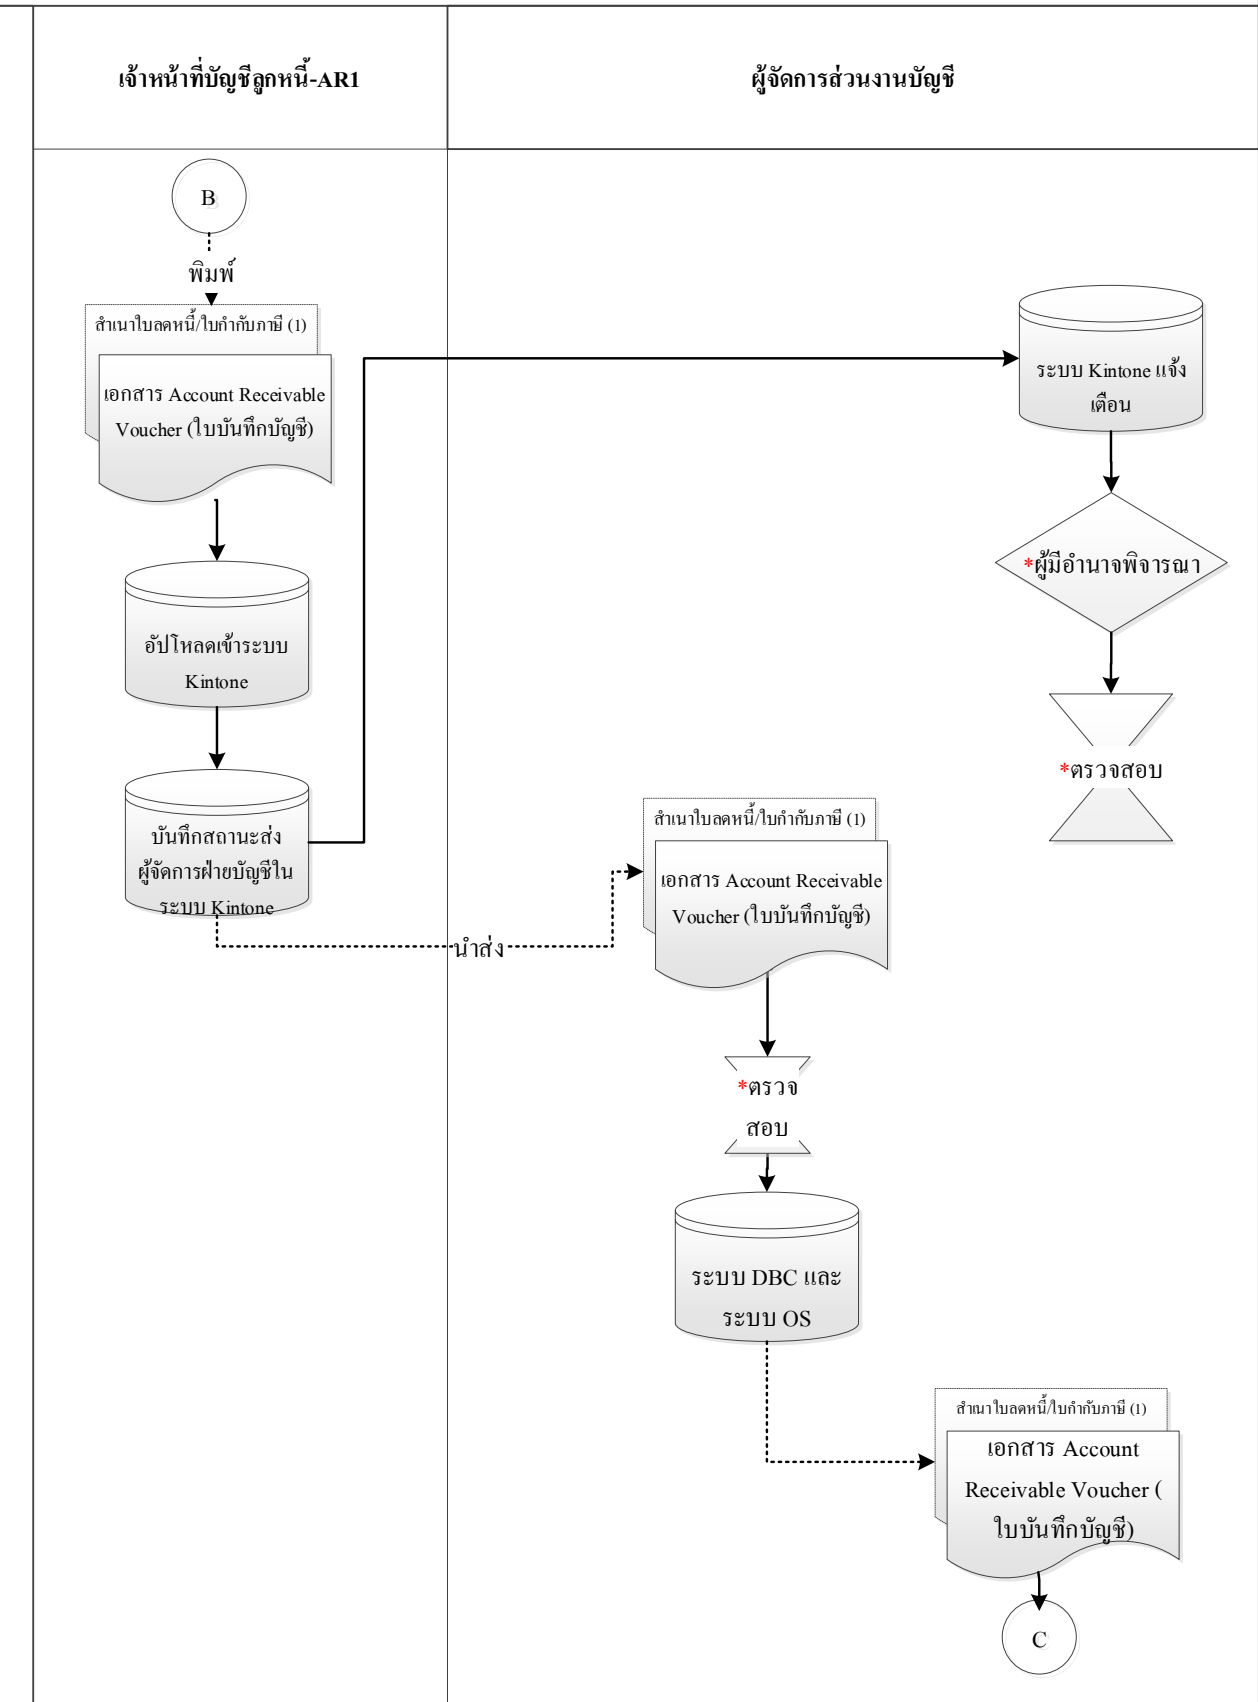 เจ้าหน้าที่บัญชีลูกหนี้-AR1
ผู้จัดการส่วนงานบัญชี
B
พิมพ์
สำเนาใบลดหนี้/ใบกำกับภาษี (1)
เอกสาร Account Receivable
Voucher (ใบบันทึกบัญชี)
อัปโหลดเข้าระบบ
Kintone
บันทึกสถานะส่ง
ผู้จัดการฝ่ายบัญชีใน
ระบบ Kintone
นำส่ง
ระบบ Kintone แจ้ง
เตือน
*ผู้มีอำนาจพิจารณา
*ตรวจสอบ
สำเนาใบลดหนี้/ใบกำกับภาษี (1)
เอกสาร Account Receivable
Voucher (ใบบันทึกบัญชี)
*ตรวจ
สอบ
ระบบ DBC และ
ระบบ OS
สำเนาใบลดหนี้/ใบกำกับภาษี (1)
เอกสาร Account
Receivable Voucher (
ใบบันทึกบัญชี)
C